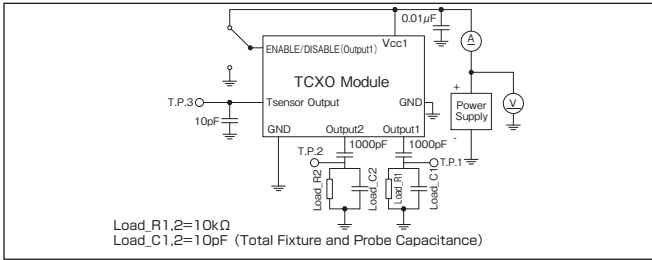 0.01μF
A
ENABLE/DISABLE(Output1)
Vcc1
TCXO Module
T.P.3
Tsensor Output
GND
+
Power
Supply
V
-
10pF
GND
Output2
Output1
1000pF
1000pF
T.P.2
T.P.1
Load_R2
Load_C2
Load_R1
Load_C1
Load_R1,2=10kΩ
Load_C1,2=10pF (Total Fixture and Probe Capacitance)